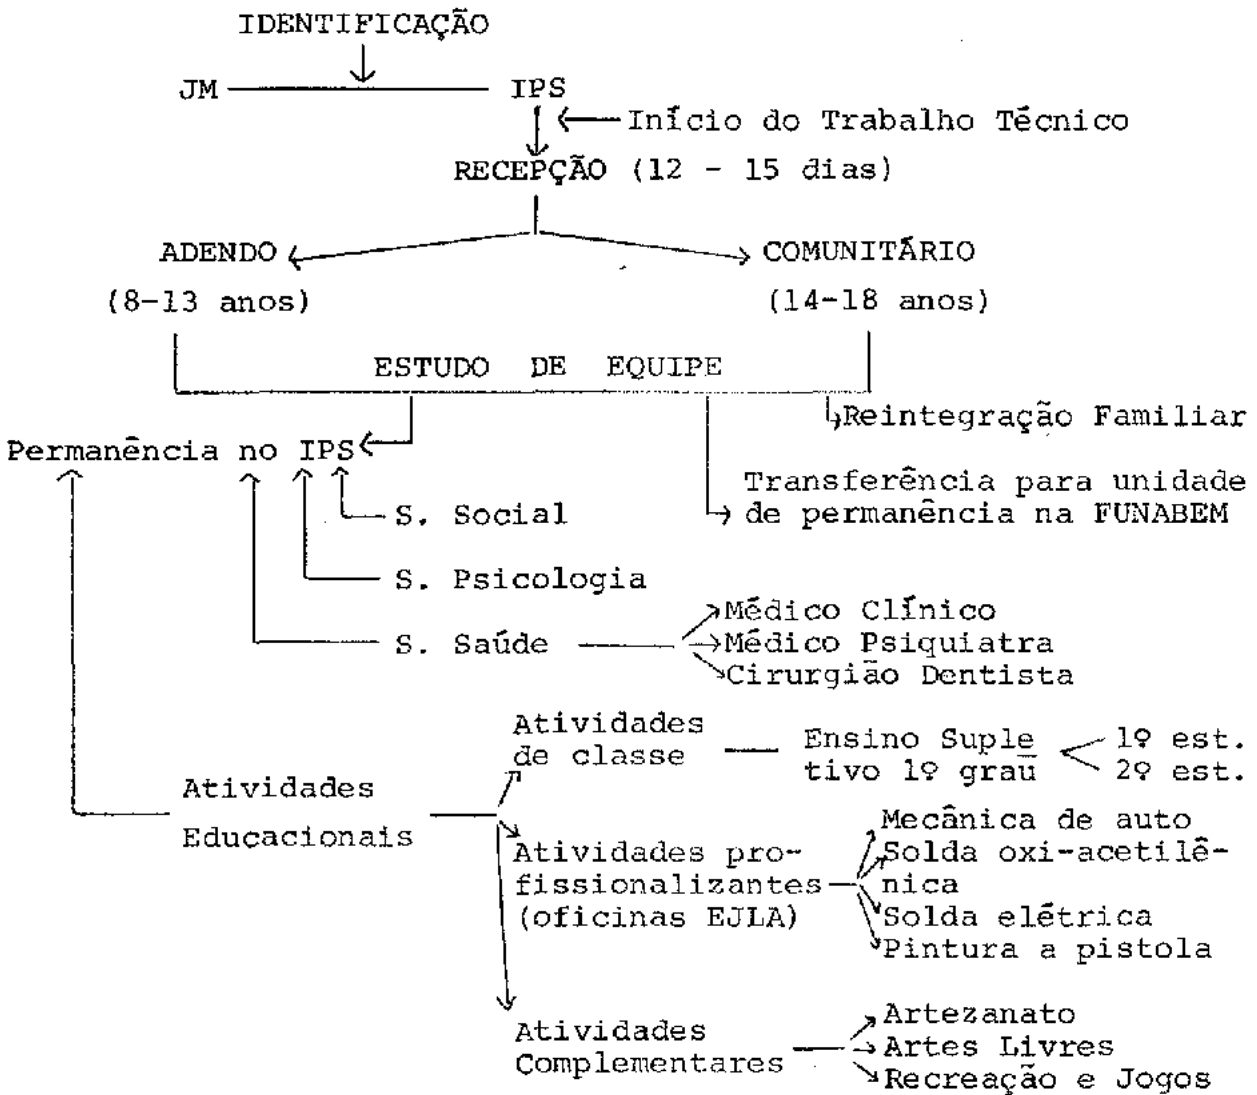 IDENTIFICAÇÃO
JM IPS
Início do Trabalho Técnico
RECEPÇÃO (12 - 15 dias)
ADENDO COMUNITÁRIO
(8-13 anos) (14-18 anos)
ESTUDO DE EQUIPE
Reintegração Familiar
Permanência no IPS
Transferência para unidade
de permanência na FUNABEM
S. Social
S. Psicologia
S. Saúde
Médico Clínico
Médico Psiquiatra
Cirurgião Dentista
Atividades
Educacionais
Atividades
de classe
Ensino Suple
tivo 1º grau
1º est.
2º est.
Atividades pro-
fissionalizantes
(oficinas EJLA)
Mecânica de auto
Solda oxi-acetilê-
nica
Solda elétrica
Pintura a pistola
Atividades
Complementares
Artezanato
Artes Livres
Recreação e Jogos